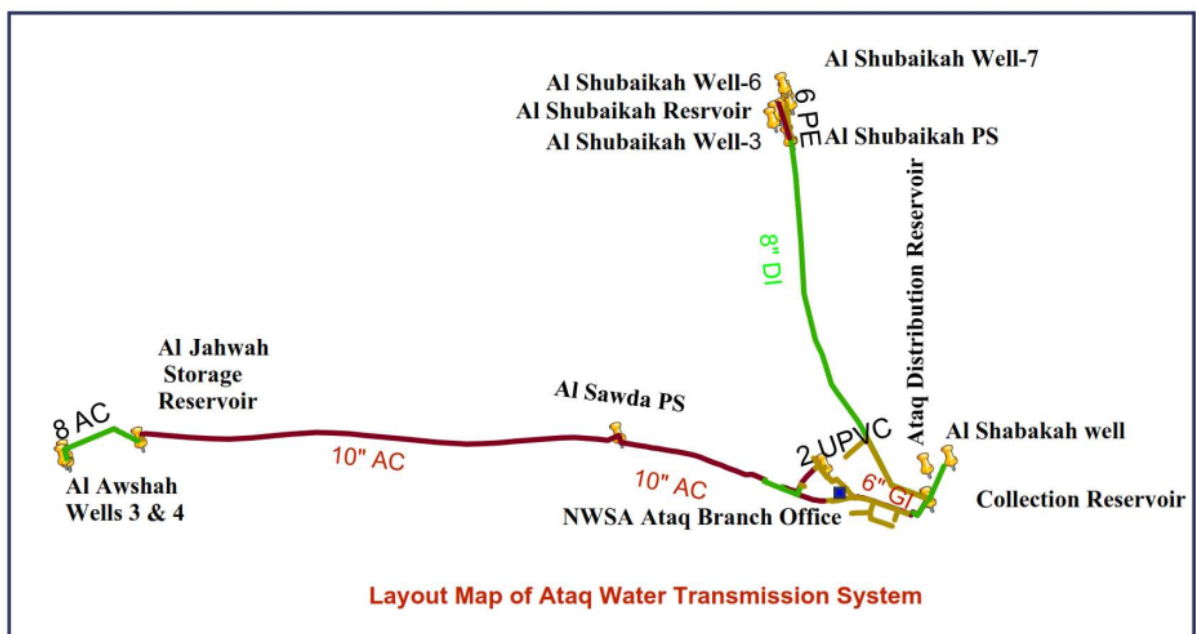 Al Shubaikah Well-7
Al Shubaikah Well-6
Al Shubaikah Resrvoir
6 PE
Al Shubaikah Well-3
Al Shubaikah PS
8" DI
Ataq Distribution Reservoir
Al Jahwah
Storage
Reservoir
Al Sawda PS
8 AC
10" AC
2 UPVC
Al Shabakah well
Al Awshah
Wells 3 & 4
10" AC
6" GI
Collection Reservoir
NWSA Ataq Branch Office
Layout Map of Ataq Water Transmission System